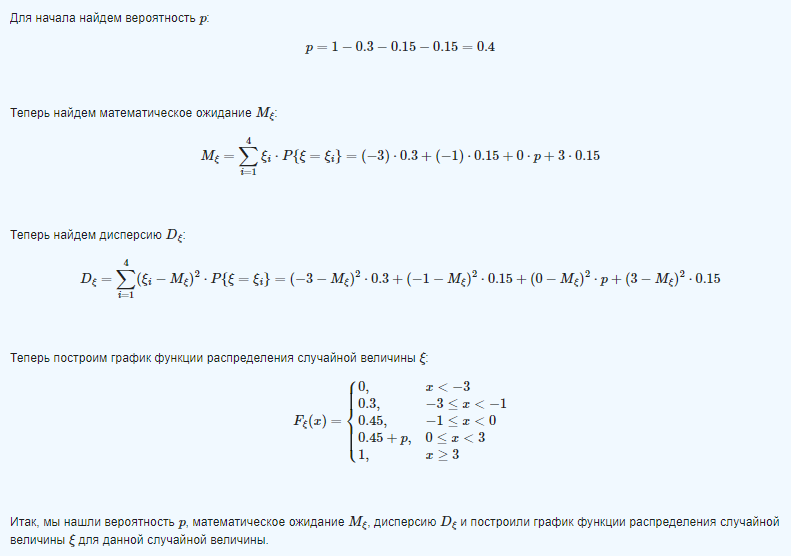 Для начала найдем вероятность p:
p = 1 − 0.3 − 0.15 − 0.15 = 0.4
Теперь найдем математическое ожидание M_ξ:
M_ξ = ∑_{i=1}^{4} ξ_i · P{ξ = ξ_i} = (−3) · 0.3 + (−1) · 0.15 + 0 · p + 3 · 0.15
Теперь найдем дисперсию D_ξ:
D_ξ = ∑_{i=1}^{4} (ξ_i − M_ξ)² · P{ξ = ξ_i} = (−3 − M_ξ)² · 0.3 + (−1 − M_ξ)² · 0.15 + (0 − M_ξ)² · p + (3 − M_ξ)² · 0.15
Теперь построим график функции распределения случайной величины ξ:
0, x < −3
0.3, −3 ≤ x < −1
F_ξ(x) = { 0.45, −1 ≤ x < 0
0.45 + p, 0 ≤ x < 3
1, x ≥ 3
Итак, мы нашли вероятность p, математическое ожидание M_ξ, дисперсию D_ξ и построили график функции распределения случайной
величины ξ для данной случайной величины.